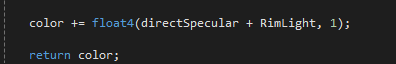 color += float4(directSpecular + RimLight, 1);
return color;